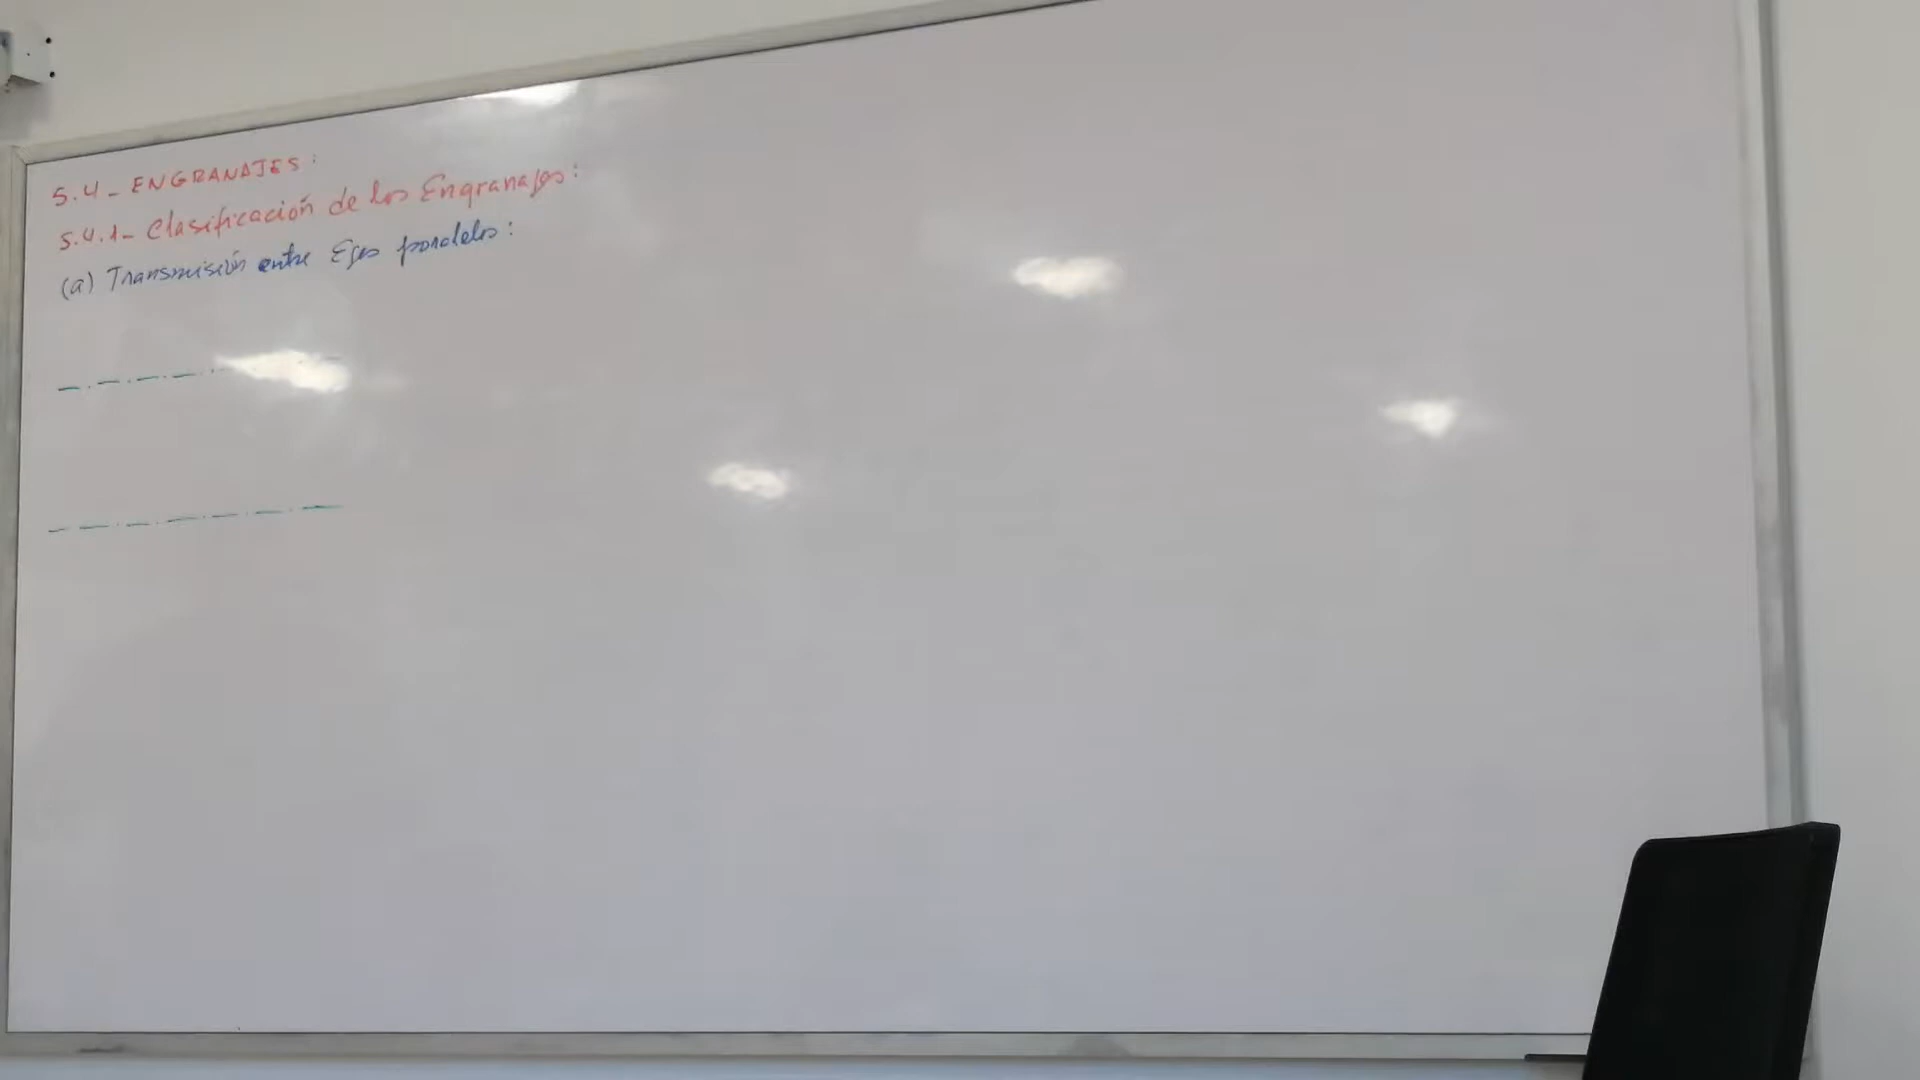 5.4- ENGRANAJES:
5.4.1- Clasificación de los Engranajes:
(a) Transmisión entre Ejes paralelos: